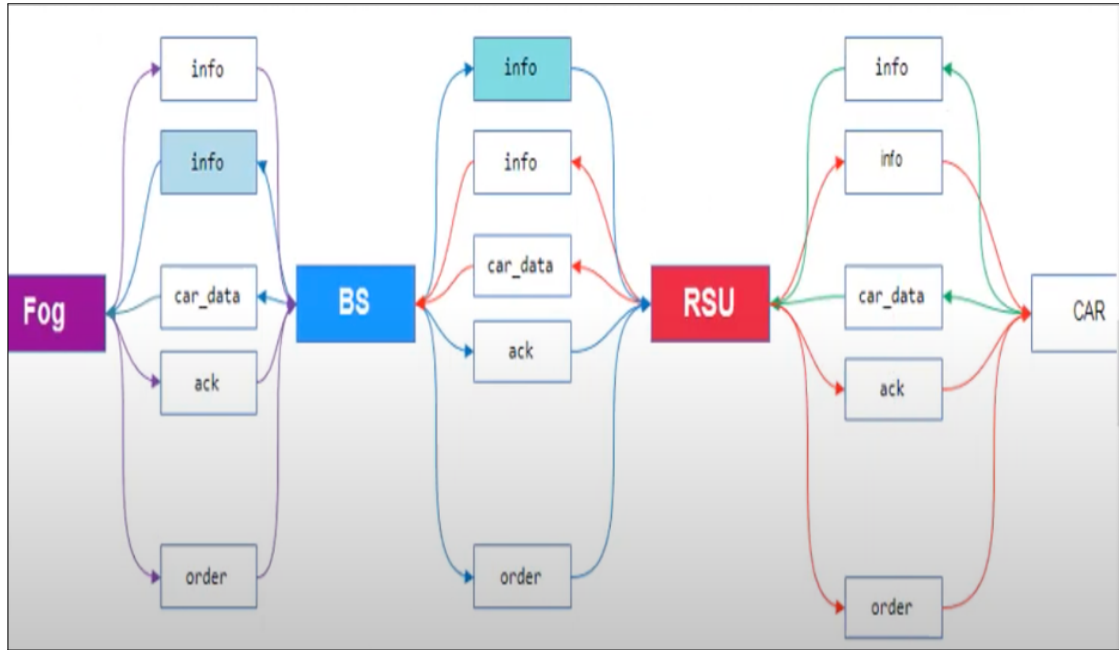 info
info
info
info
info
info
car_data
car_data
car_data
Fog
BS
RSU
CAR
ack
ack
ack
order
order
order